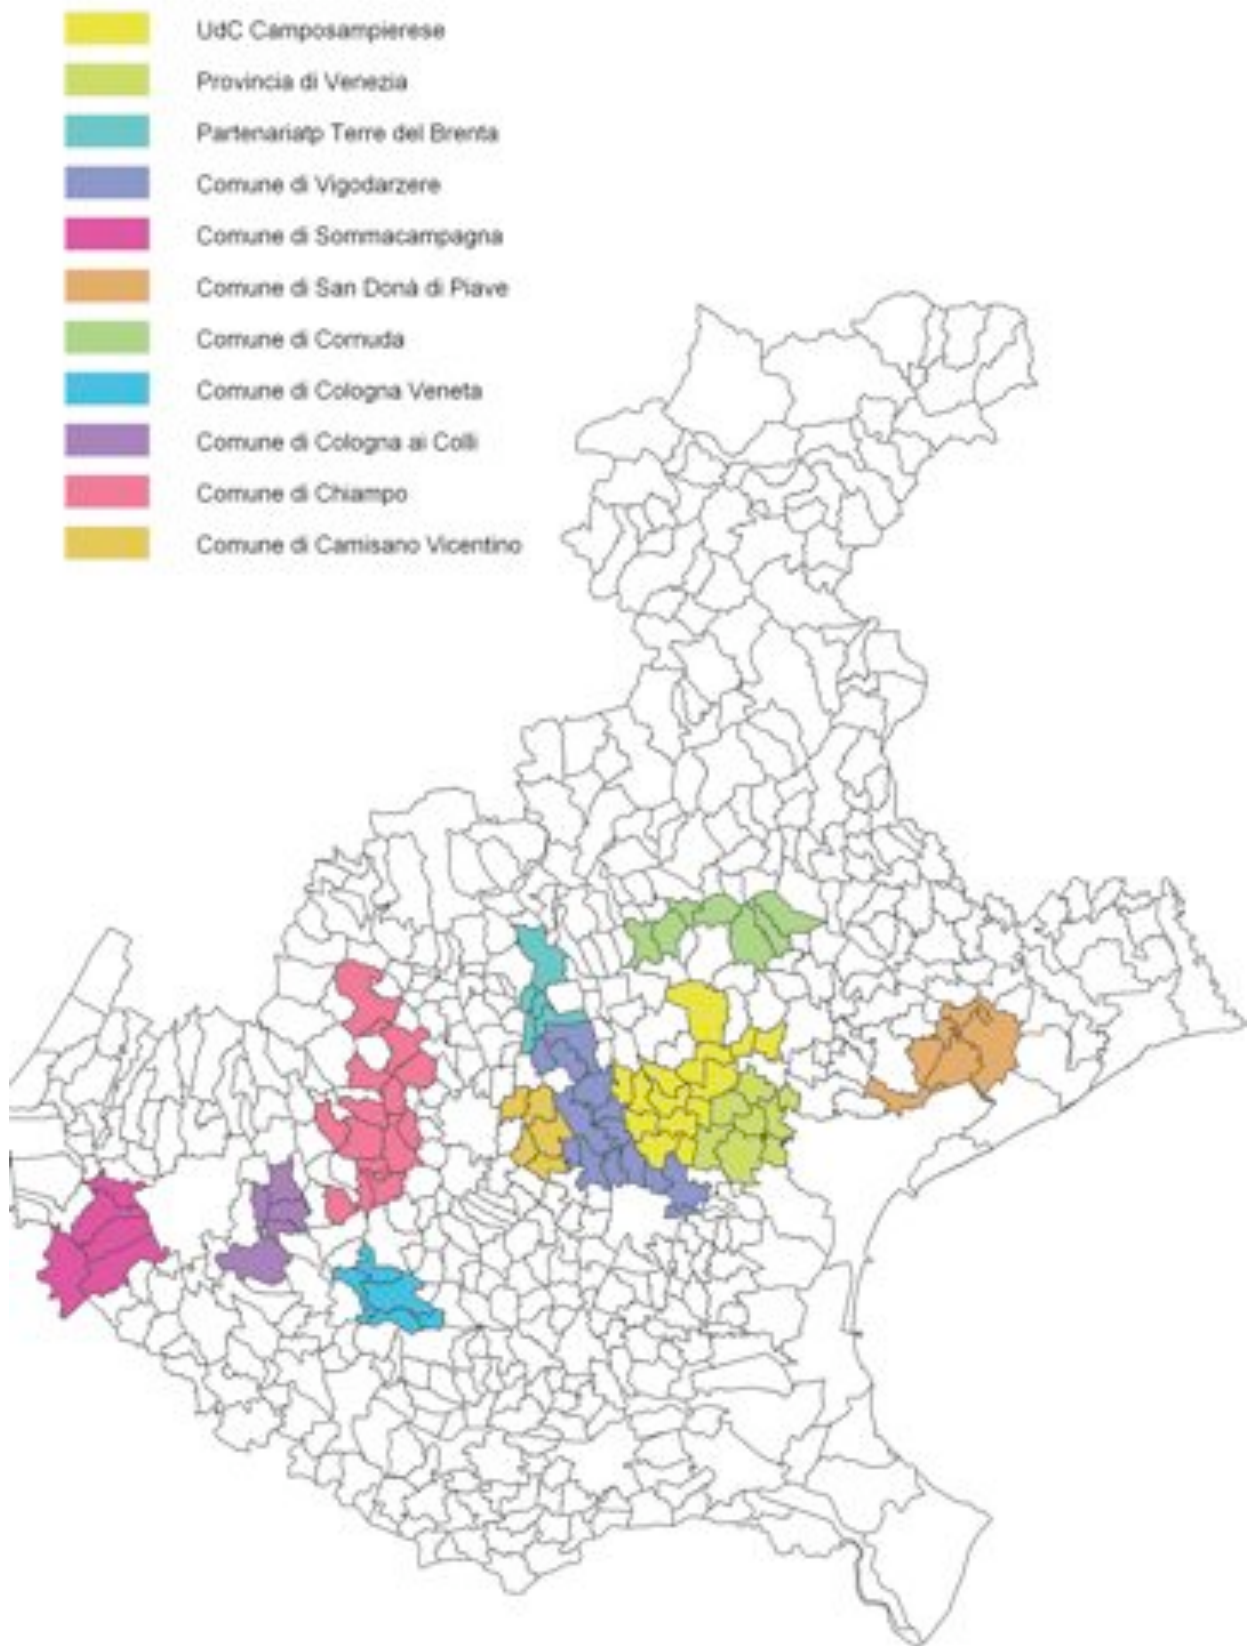 UdC Camposampierese
Provincia di Venezia
Partenariatp Terre del Brenta
Comune di Vigodarzere
Comune di Sommacampagna
Comune di San Donà di Piave
Comune di Cornuda
Comune di Cologna Veneta
Comune di Cologna ai Colli
Comune di Chiampo
Comune di Camisano Vicentino